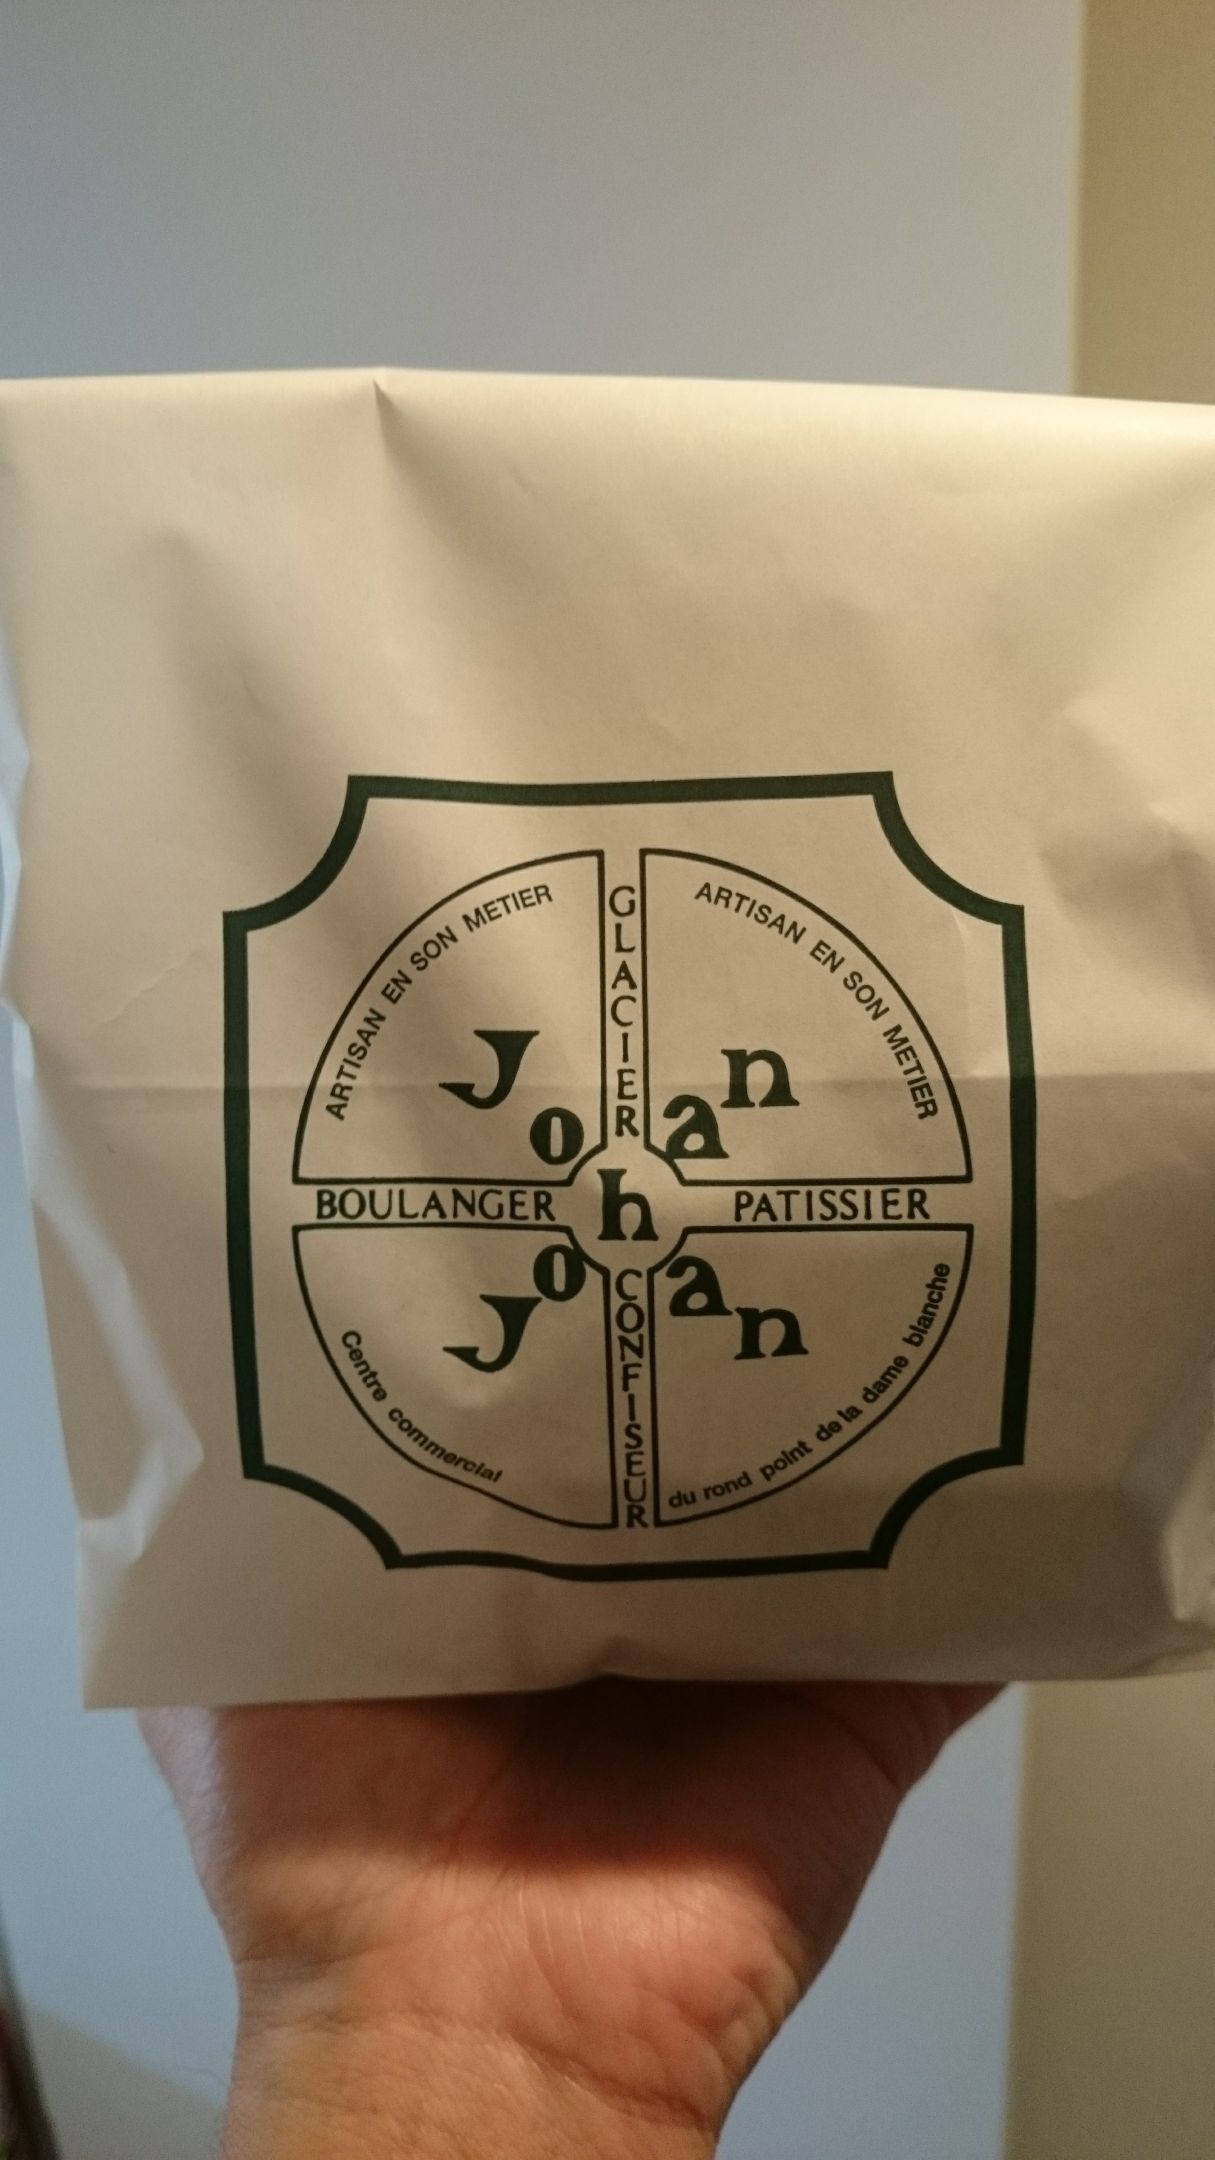 ARTISAN EN SON METIER
ARTISAN EN SON METIER
GLACIER
Johan
BOULANGER
PATISSIER
Johan
CONFISEUR
Centre commercial
du rond point de la dame blanche